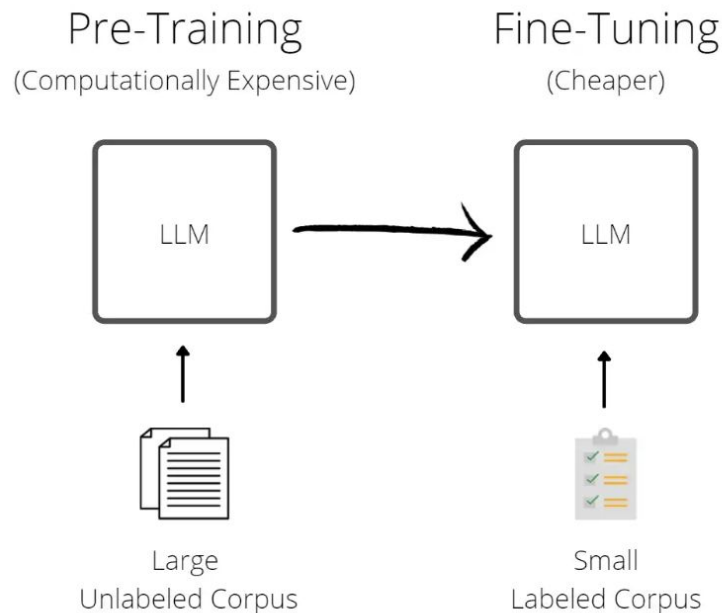 Pre-Training
(Computationally Expensive)
Fine-Tuning
(Cheaper)
LLM
LLM
Large
Unlabeled Corpus
Small
Labeled Corpus